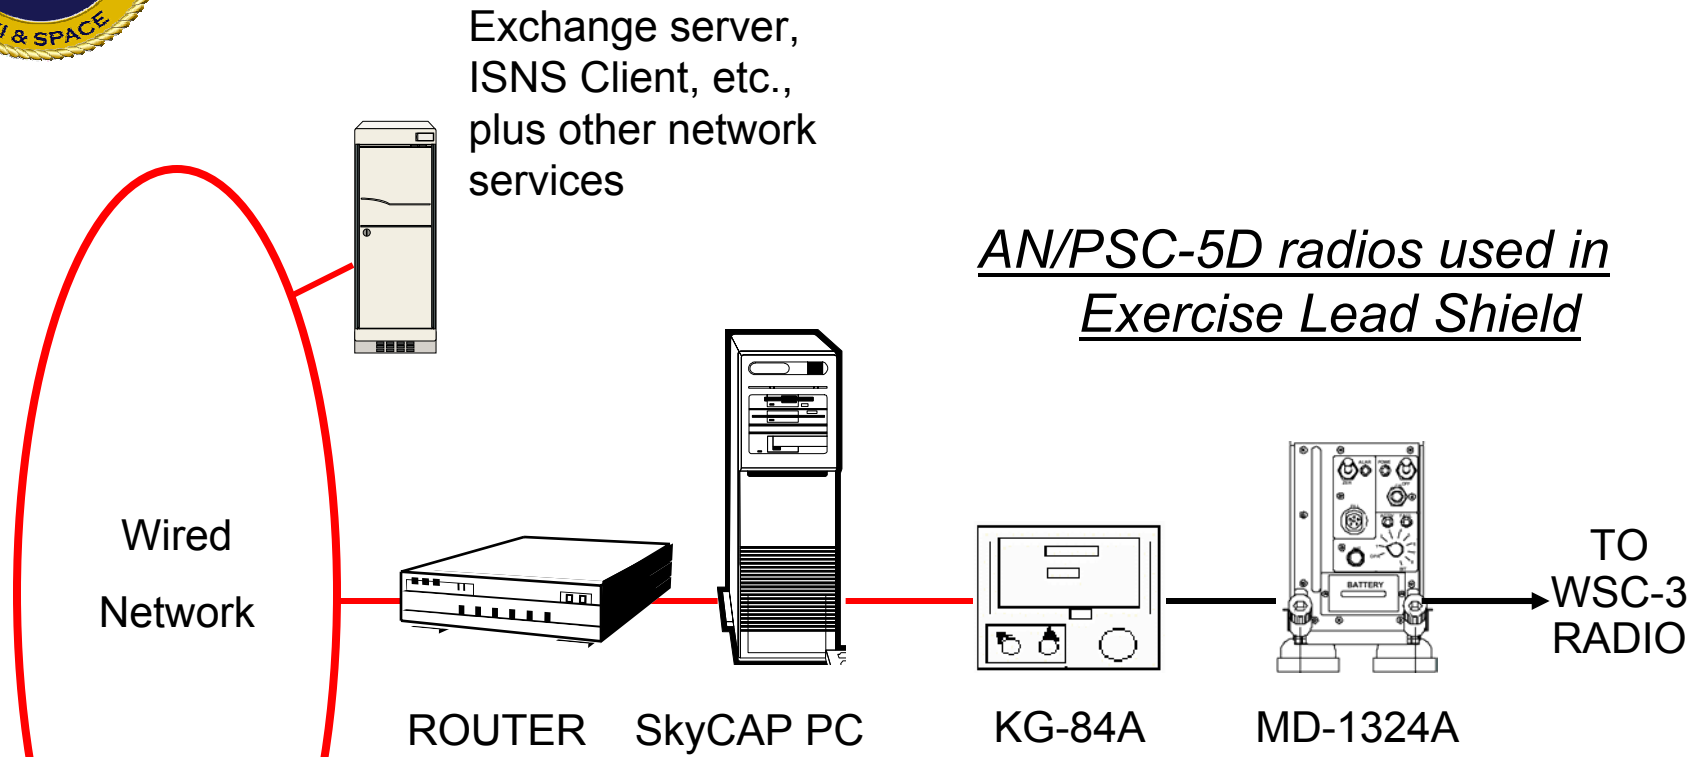 & SPACE
Exchange server,
ISNS Client, etc.,
plus other network
services
AN/PSC-5D radios used in
Exercise Lead Shield
Wired
Network
BATTERY
TO
WSC-3
RADIO
ROUTER
SkyCAP PC
KG-84A
MD-1324A